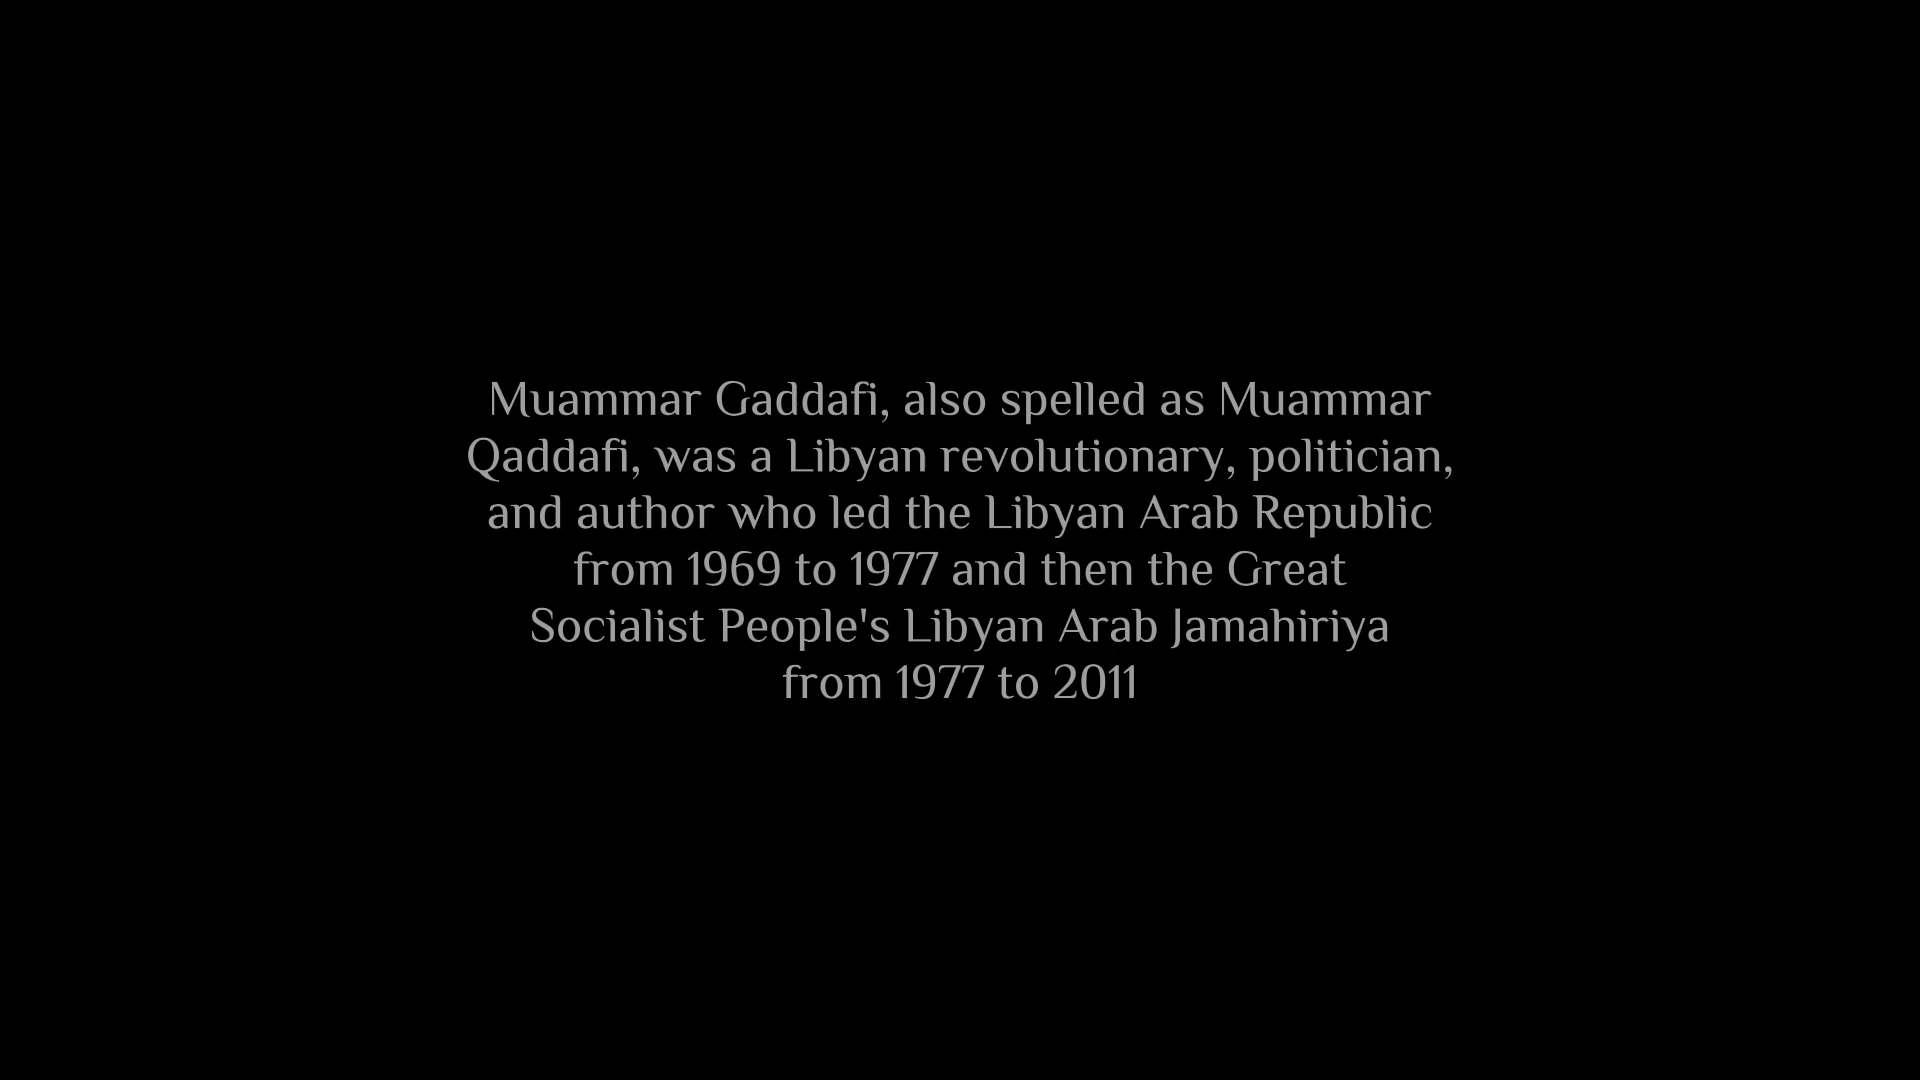 Muammar Gaddafi, also spelled as Muammar
Qaddafi, was a Libyan revolutionary, politician,
and author who led the Libyan Arab Republic
from 1969 to 1977 and then the Great
Socialist People's Libyan Arab Jamahiriya
from 1977 to 2011